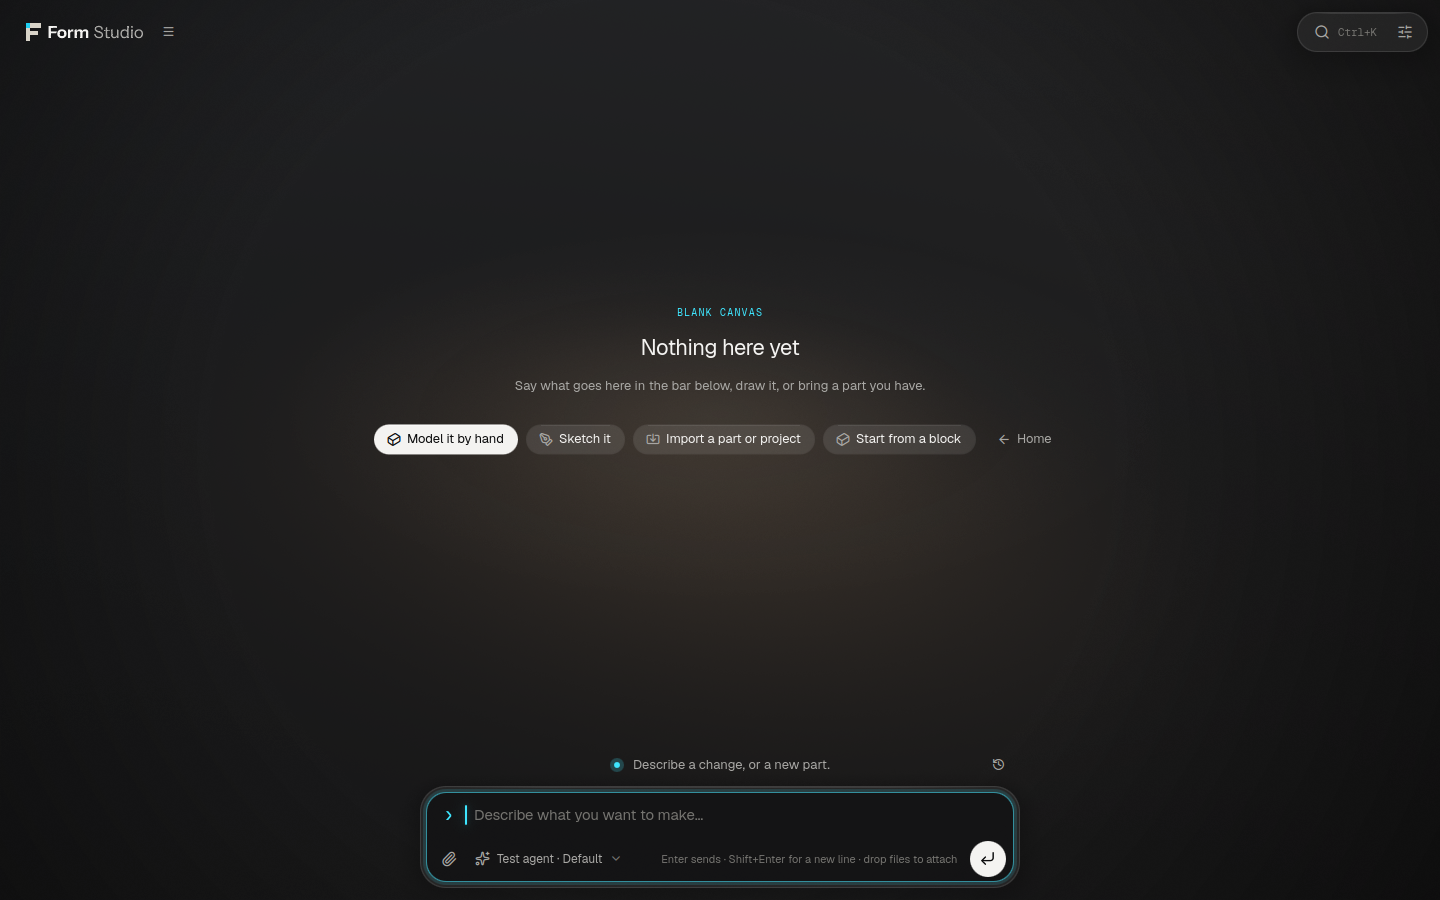 Form Studio
Ctrl+K
BLANK CANVAS
Nothing here yet
Say what goes here in the bar below, draw it, or bring a part you have.
Model it by hand
Sketch it
Import a part or project
Start from a block
Home
Describe a change, or a new part.
Describe what you want to make...
Test agent · Default
Enter sends · Shift+Enter for a new line · drop files to attach